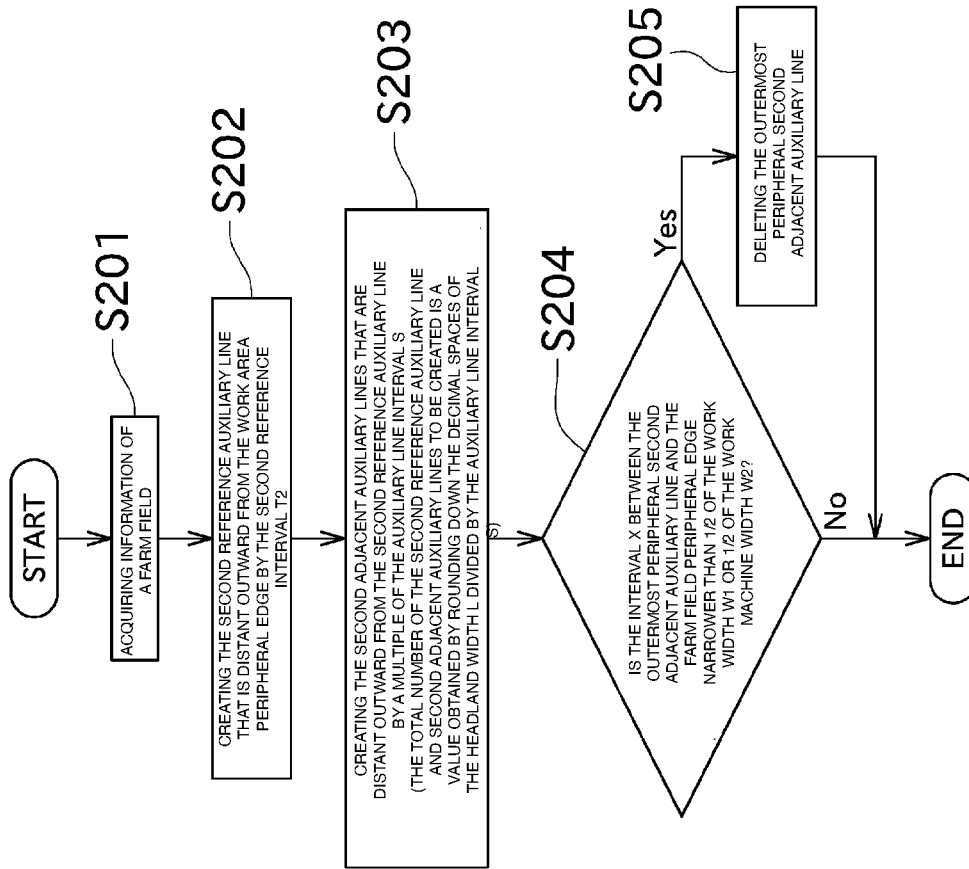 START
S201
ACQUIRING INFORMATION OF
A FARM FIELD
S202
CREATING THE SECOND REFERENCE AUXILIARY LINE
THAT IS DISTANT OUTWARD FROM THE WORK AREA
PERIPHERAL EDGE BY THE SECOND REFERENCE
INTERVAL T2
S203
CREATING THE SECOND ADJACENT AUXILIARY LINES THAT ARE
DISTANT OUTWARD FROM THE SECOND REFERENCE AUXILIARY LINE
BY A MULTIPLE OF THE AUXILIARY LINE INTERVAL S
(THE TOTAL NUMBER OF THE SECOND REFERENCE AUXILIARY LINE
AND SECOND ADJACENT AUXILIARY LINES TO BE CREATED IS A
VALUE OBTAINED BY ROUNDING DOWN THE DECIMAL SPACES OF
THE HEADLAND WIDTH L DIVIDED BY THE AUXILIARY LINE INTERVAL
S)
S204
IS THE INTERVAL X BETWEEN THE
OUTERMOST PERIPHERAL SECOND
ADJACENT AUXILIARY LINE AND THE
FARM FIELD PERIPHERAL EDGE
NARROWER THAN 1/2 OF THE WORK
WIDTH W1 OR 1/2 OF THE WORK
MACHINE WIDTH W2?
Yes
S205
DELETING THE OUTERMOST
PERIPHERAL SECOND
ADJACENT AUXILIARY LINE
No
END